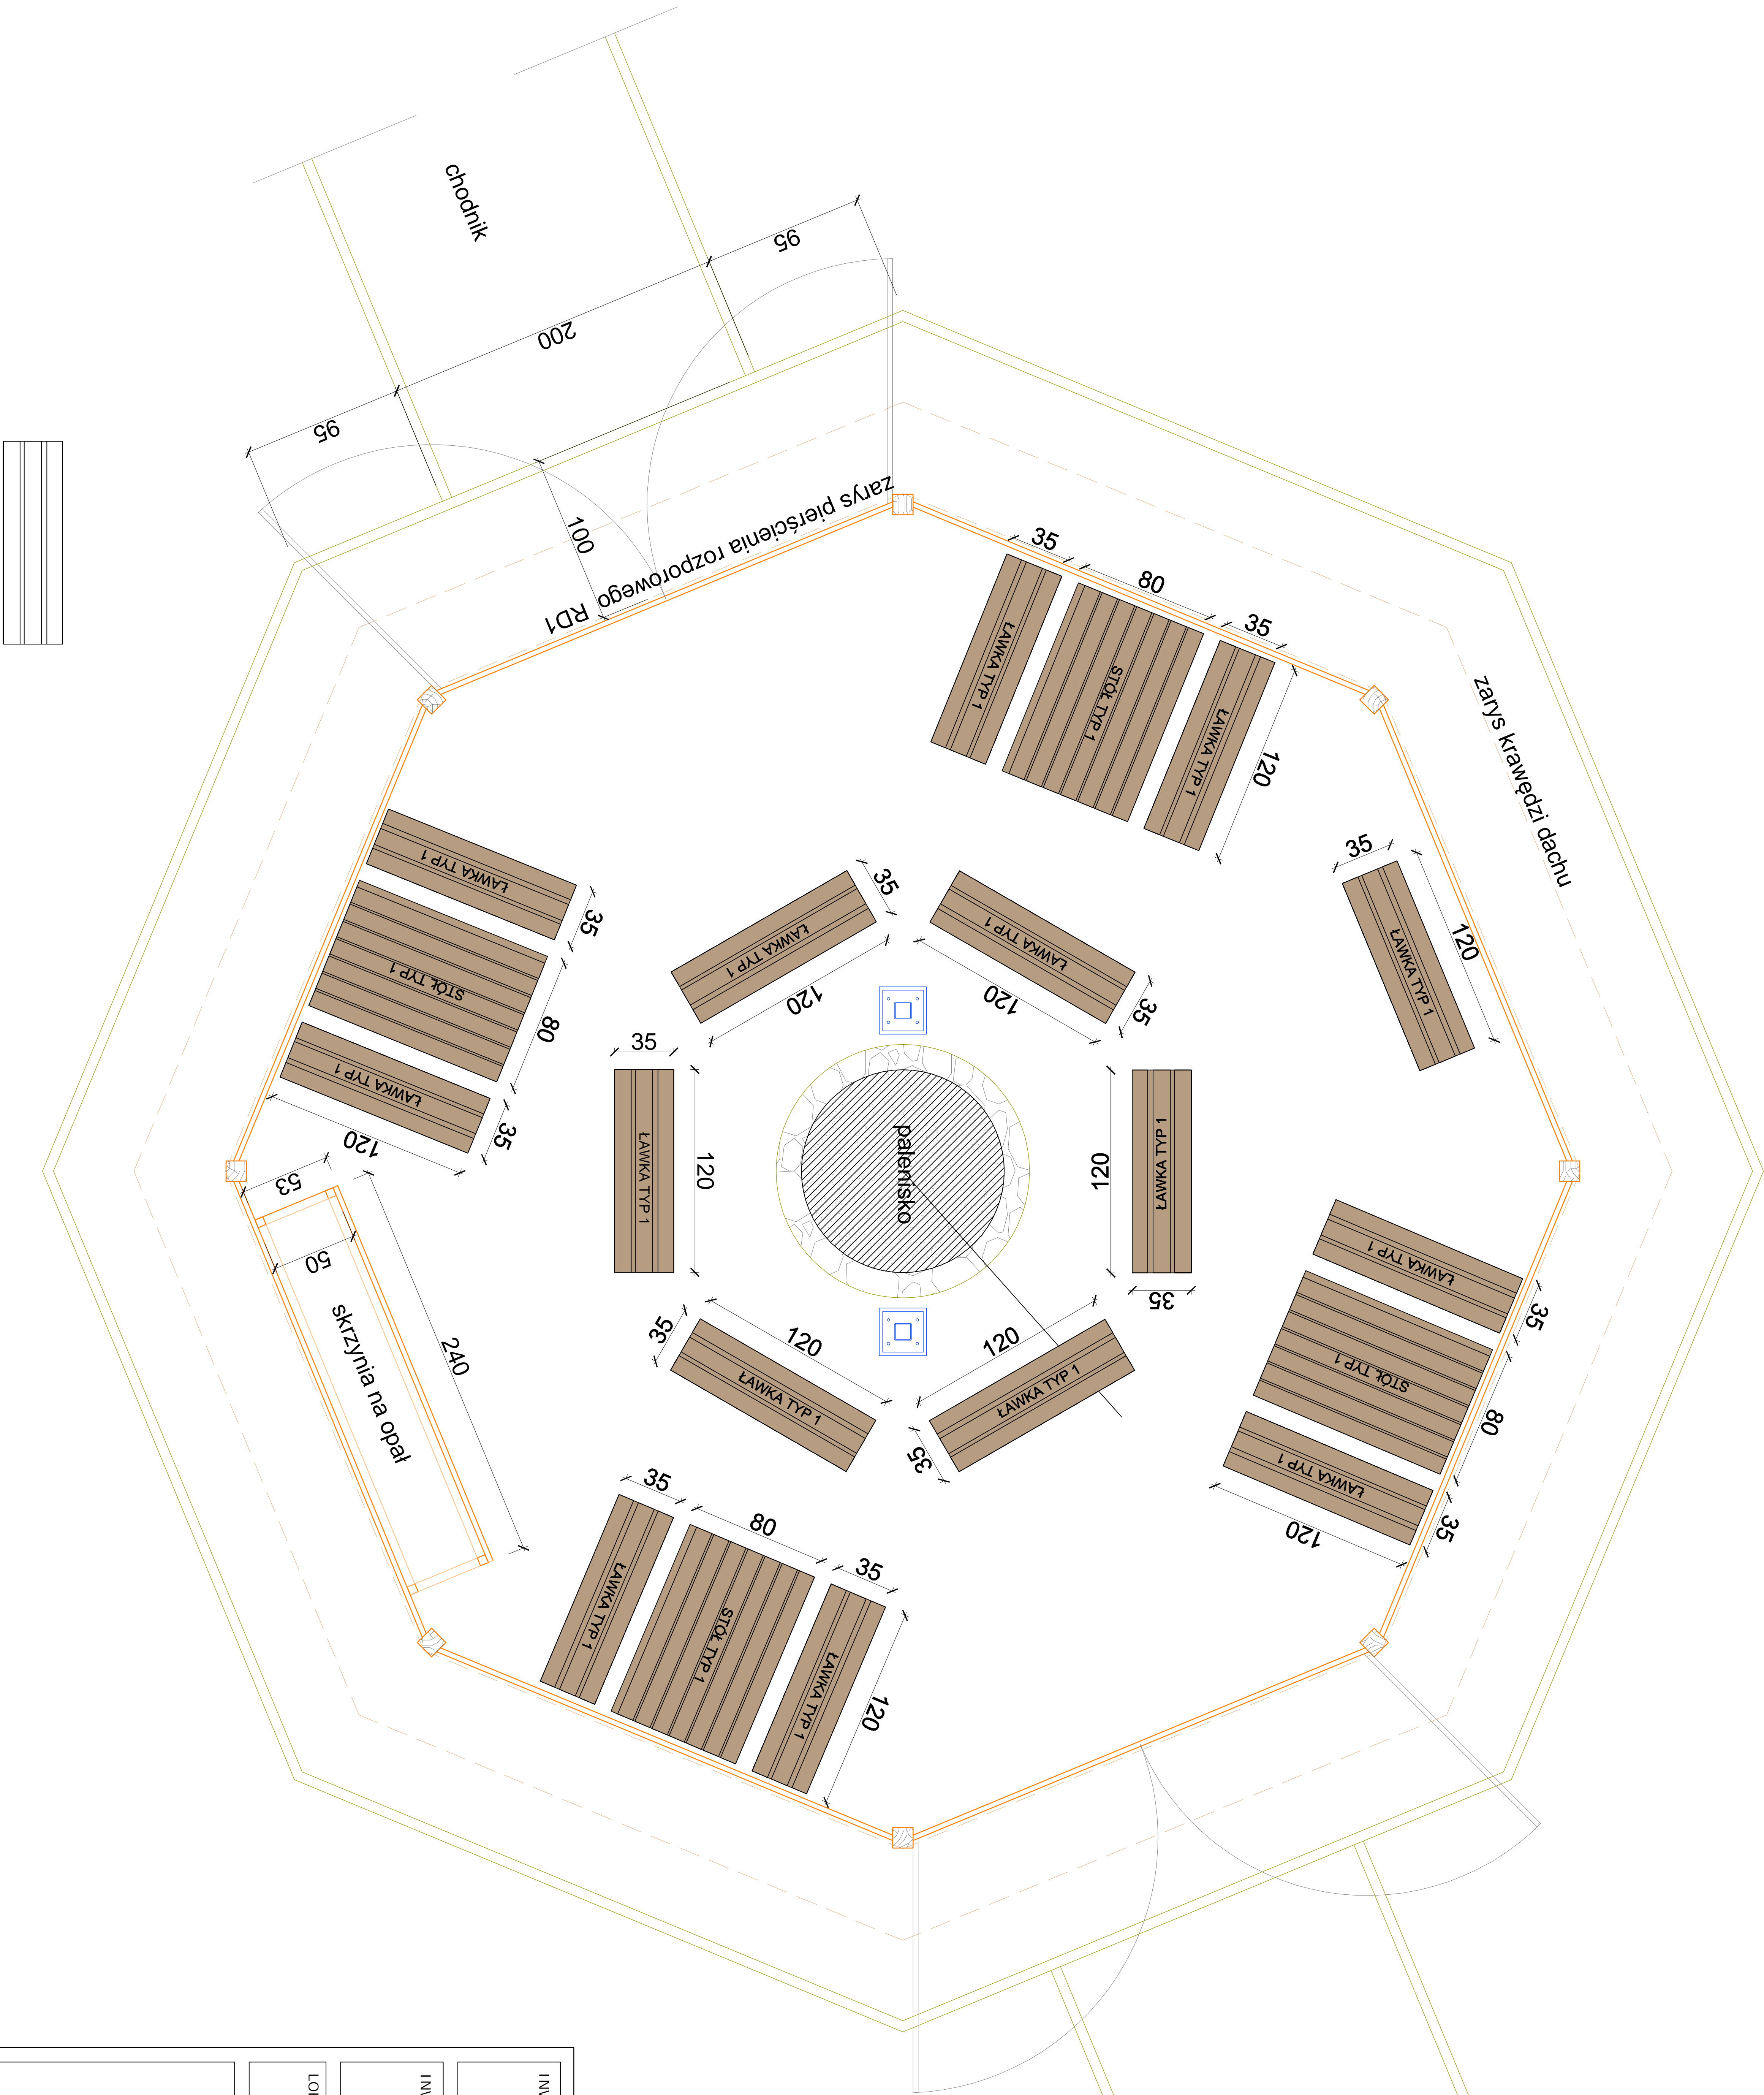 chodnik
95
200
95
100
zarys pierścienia rozporowego RD1
zarys krawędzi dachu
35
80
35
ŁAWKA TYP 1
STÓŁ TYP 1
ŁAWKA TYP 1
120
35
120
ŁAWKA TYP 1
ŁAWKA TYP 1
35
STÓŁ TYP 1
80
ŁAWKA TYP 1
35
120
ŁAWKA TYP 1
35
120
ŁAWKA TYP 1
120
35
35
ŁAWKA TYP 1
120
palenisko
120
ŁAWKA TYP 1
35
35
120
ŁAWKA TYP 1
120
ŁAWKA TYP 1
35
53
50
240
skrzynia na opał
ŁAWKA TYP 1
35
STÓŁ TYP 1
80
ŁAWKA TYP 1
35
120
35
80
35
ŁAWKA TYP 1
STÓŁ TYP 1
ŁAWKA TYP 1
120